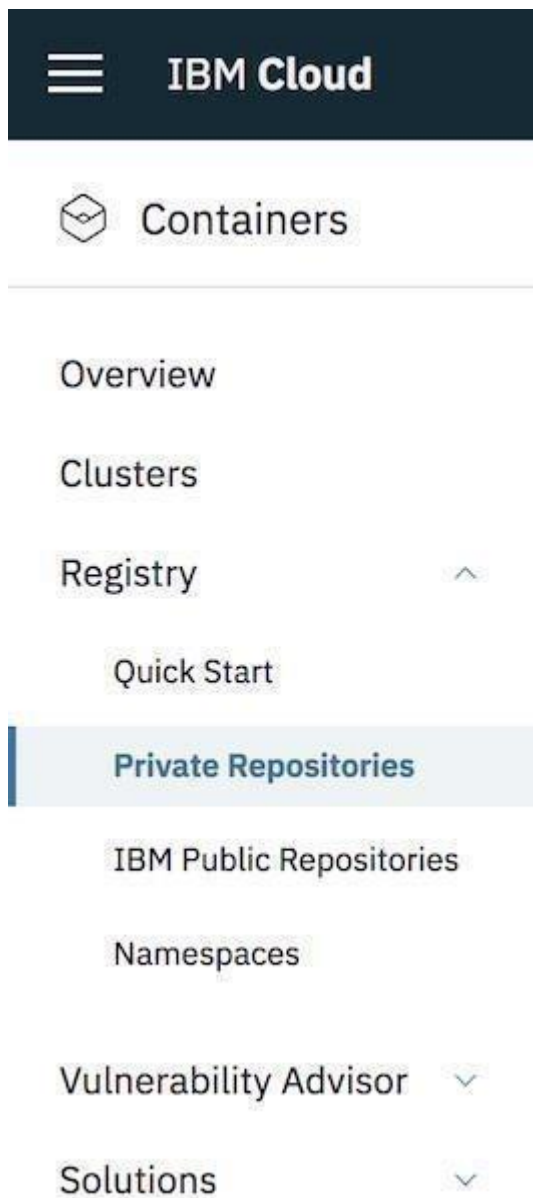 IBM Cloud
Containers
Overview
Clusters
Registry
Quick Start
Private Repositories
IBM Public Repositories
Namespaces
Vulnerability Advisor
Solutions